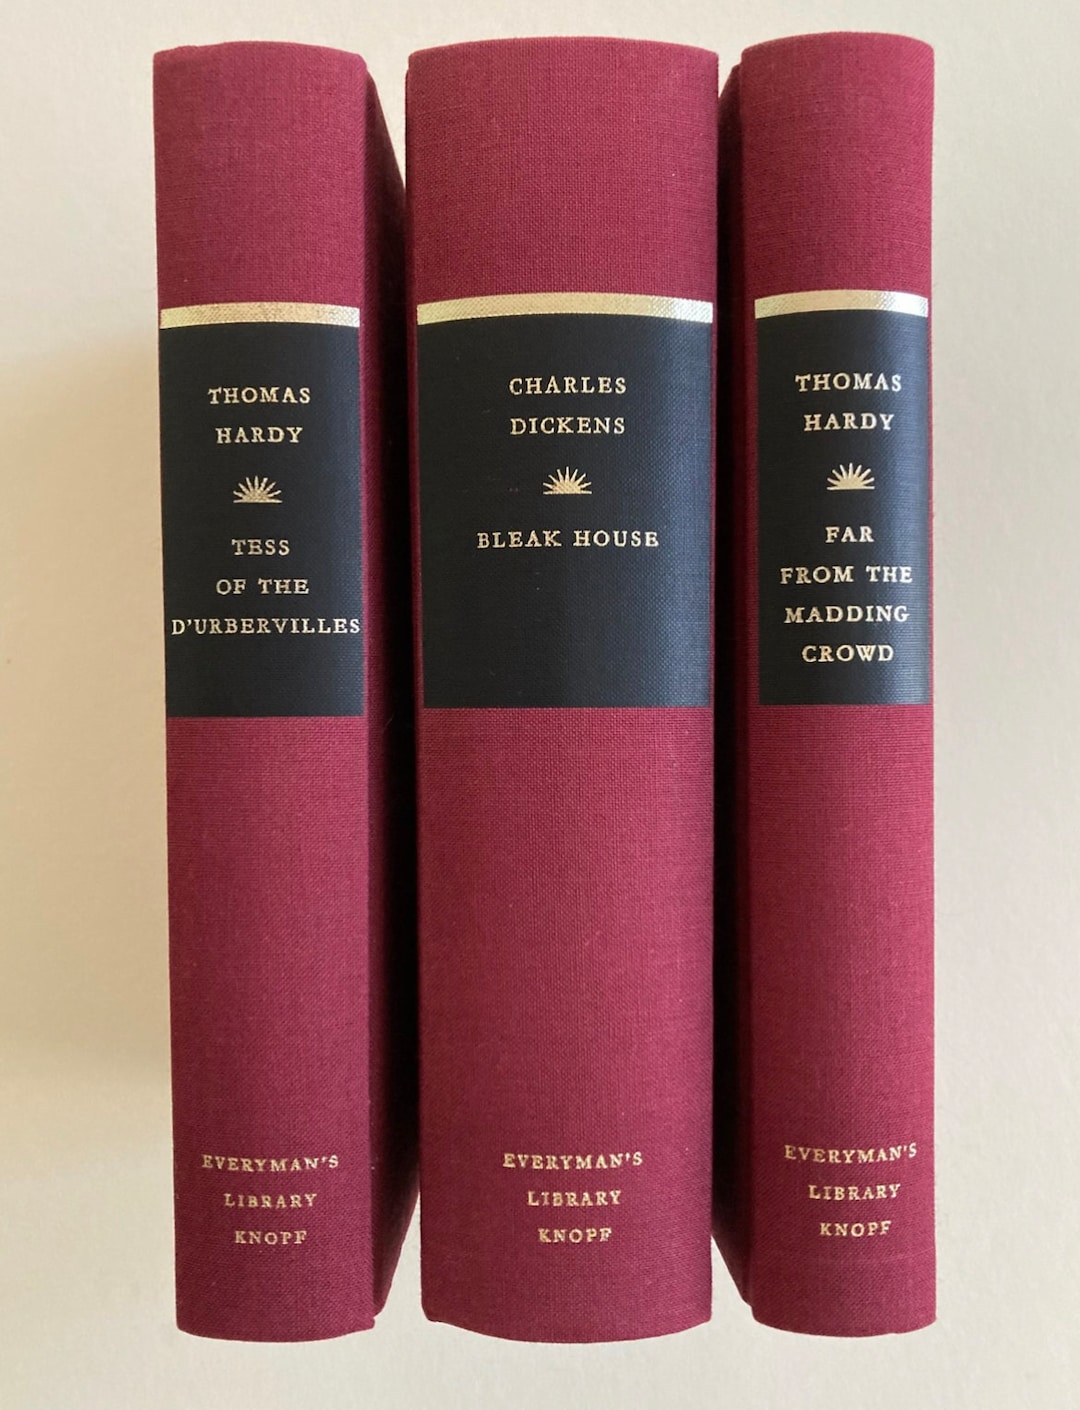 THOMAS
HARDY
TESS
OF THE
D'URBERVILLES
EVERYMAN'S
LIBRARY
KNOPF
CHARLES
DICKENS
BLEAK HOUSE
EVERYMAN'S
LIBRARY
KNOPF
THOMAS
HARDY
FAR
FROM THE
MADDING
CROWD
EVERYMAN'S
LIBRARY
KNOPF